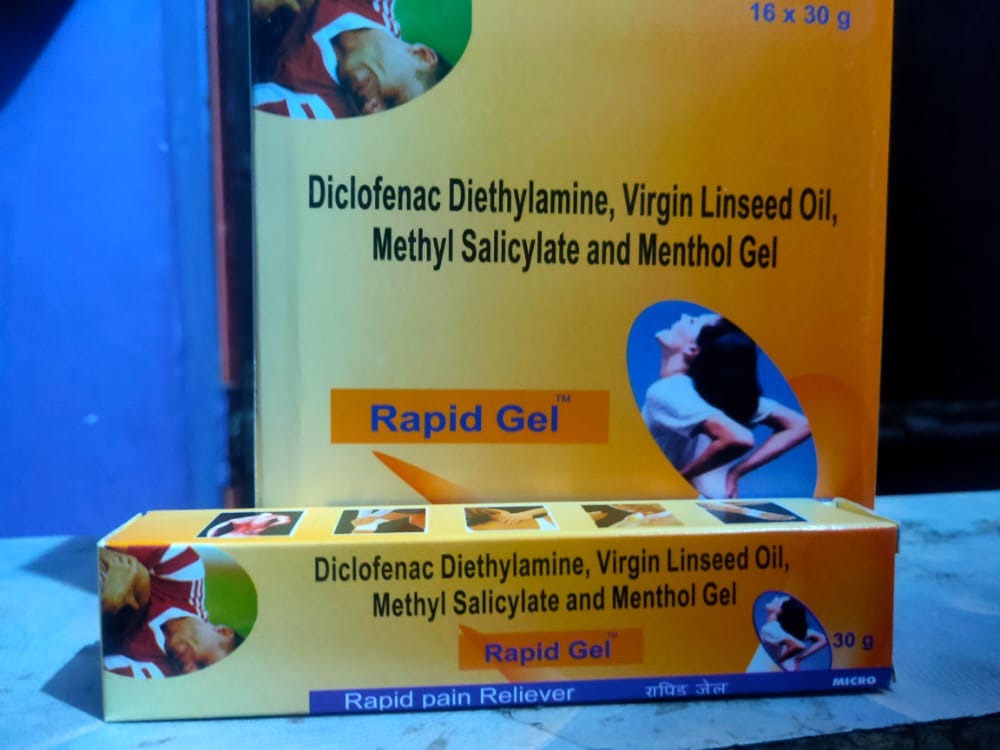 16 x 30 g
Diclofenac Diethylamine, Virgin Linseed Oil,
Methyl Salicylate and Menthol Gel
Rapid Gel™
Diclofenac Diethylamine, Virgin Linseed Oil,
Methyl Salicylate and Menthol Gel
Rapid Gel™
30 g
Rapid pain Reliever
रापिड जेल
MICRO